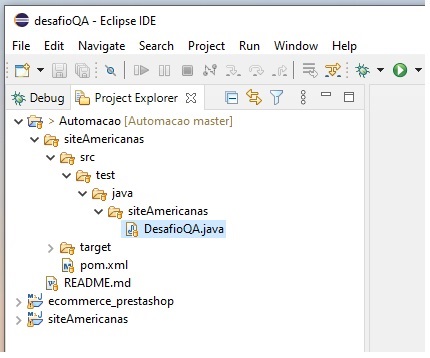 desafioQA - Eclipse IDE
File Edit Navigate Search Project Run Window Help
Debug Project Explorer
> Automacao [Automacao master]
siteAmericanas
src
test
java
siteAmericanas
DesafioQA.java
target
pom.xml
README.md
ecommerce_prestashop
siteAmericanas